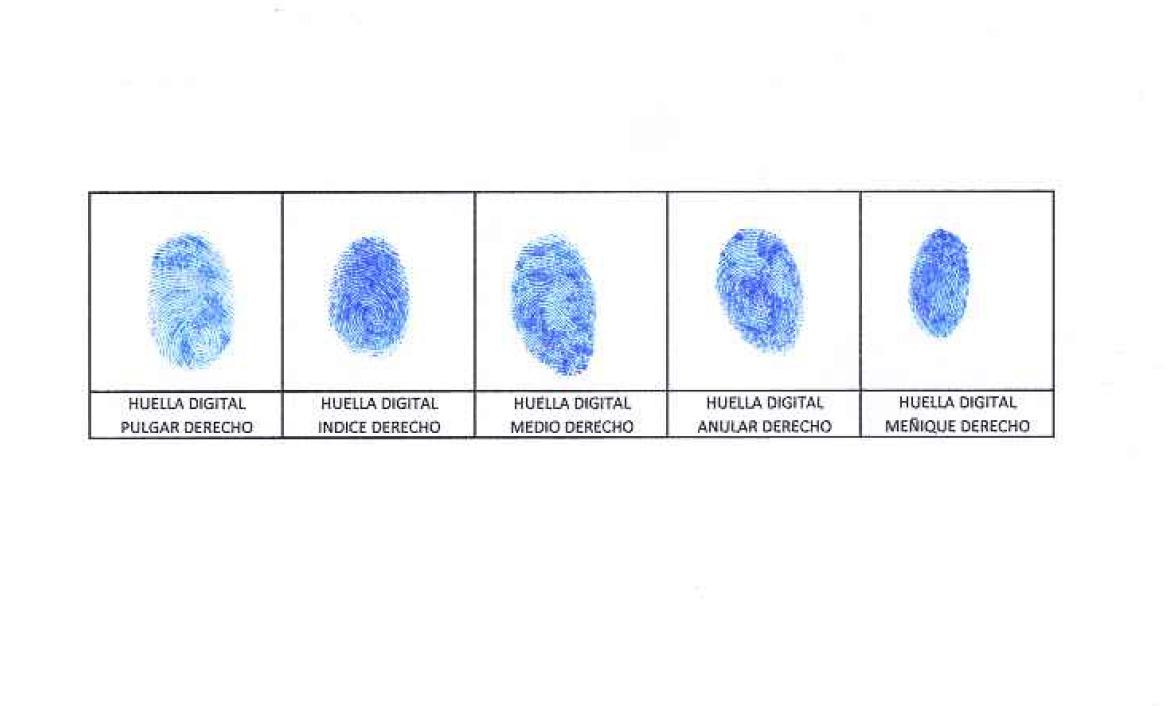 HUELLA DIGITAL
PULGAR DERECHO
HUELLA DIGITAL
INDICE DERECHO
HUELLA DIGITAL
MEDIO DERECHO
HUELLA DIGITAL
ANULAR DERECHO
HUELLA DIGITAL
MEÑIQUE DERECHO